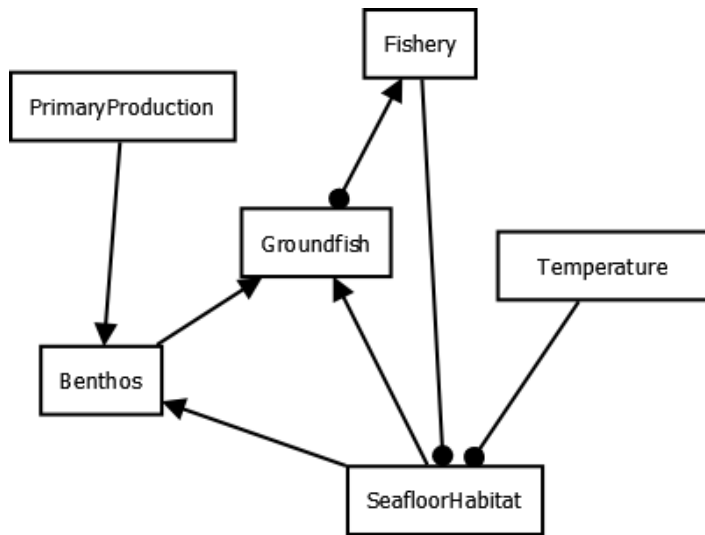 Fishery
PrimaryProduction
Groundfish
Temperature
Benthos
SeafloorHabitat